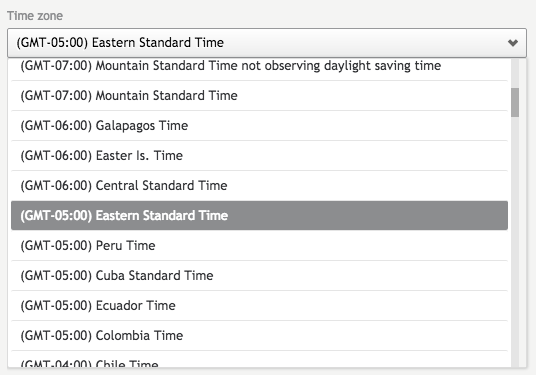 Time zone
(GMT-05:00) Eastern Standard Time
(GMT-07:00) Mountain Standard Time not observing daylight saving time
(GMT-07:00) Mountain Standard Time
(GMT-06:00) Galapagos Time
(GMT-06:00) Easter Is. Time
(GMT-06:00) Central Standard Time
(GMT-05:00) Eastern Standard Time
(GMT-05:00) Peru Time
(GMT-05:00) Cuba Standard Time
(GMT-05:00) Ecuador Time
(GMT-05:00) Colombia Time
(GMT-04:00) Chile Time